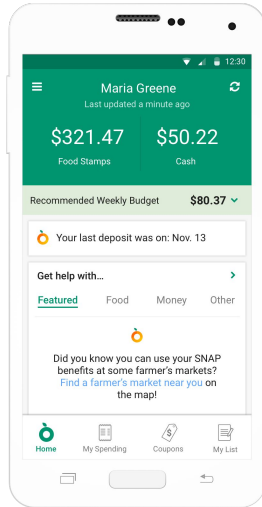 12:30
Maria Greene
Last updated a minute ago
$321.47 $50.22
Food Stamps Cash
Recommended Weekly Budget $80.37
Your last deposit was on: Nov. 13
Get help with...
Featured Food Money Other
Did you know you can use your SNAP
benefits at some farmer's markets?
Find a farmer's market near you on
the map!
Home My Spending Coupons My List